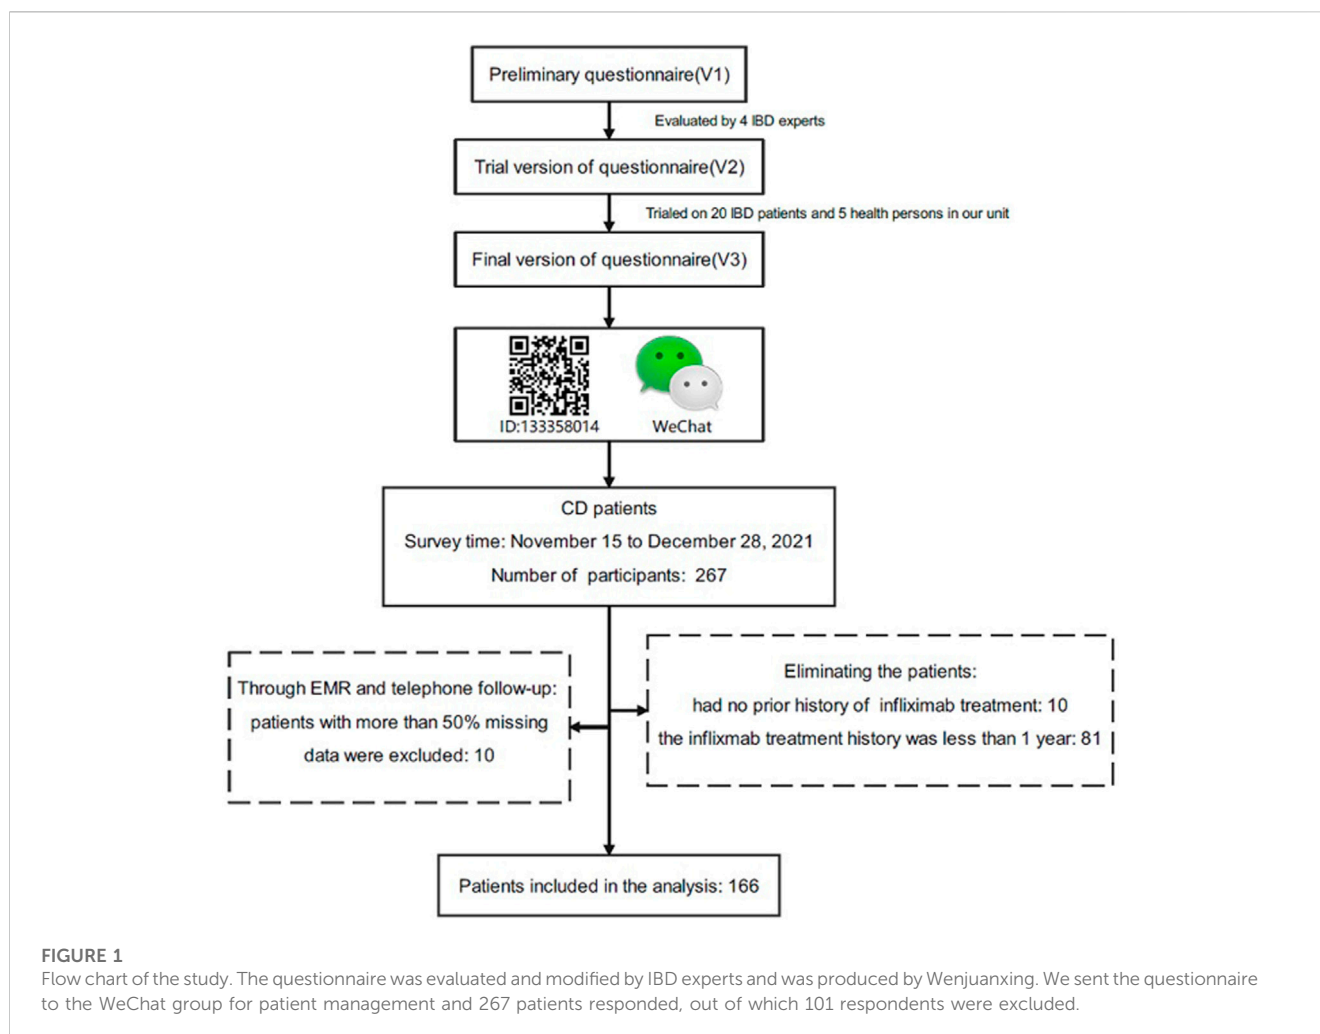 Preliminary questionnaire(V1)
Evaluated by 4 IBD experts
Trial version of questionnaire(V2)
Trialed on 20 IBD patients and 5 health persons in our unit
Final version of questionnaire(V3)
ID:133358014
WeChat
CD patients
Survey time: November 15 to December 28, 2021
Number of participants: 267
Through EMR and telephone follow-up:
patients with more than 50% missing
data were excluded: 10
Eliminating the patients:
had no prior history of infliximab treatment: 10
the inflixmab treatment history was less than 1 year: 81
Patients included in the analysis: 166
FIGURE 1
Flow chart of the study. The questionnaire was evaluated and modified by IBD experts and was produced by Wenjuanxing. We sent the questionnaire
to the WeChat group for patient management and 267 patients responded, out of which 101 respondents were excluded.